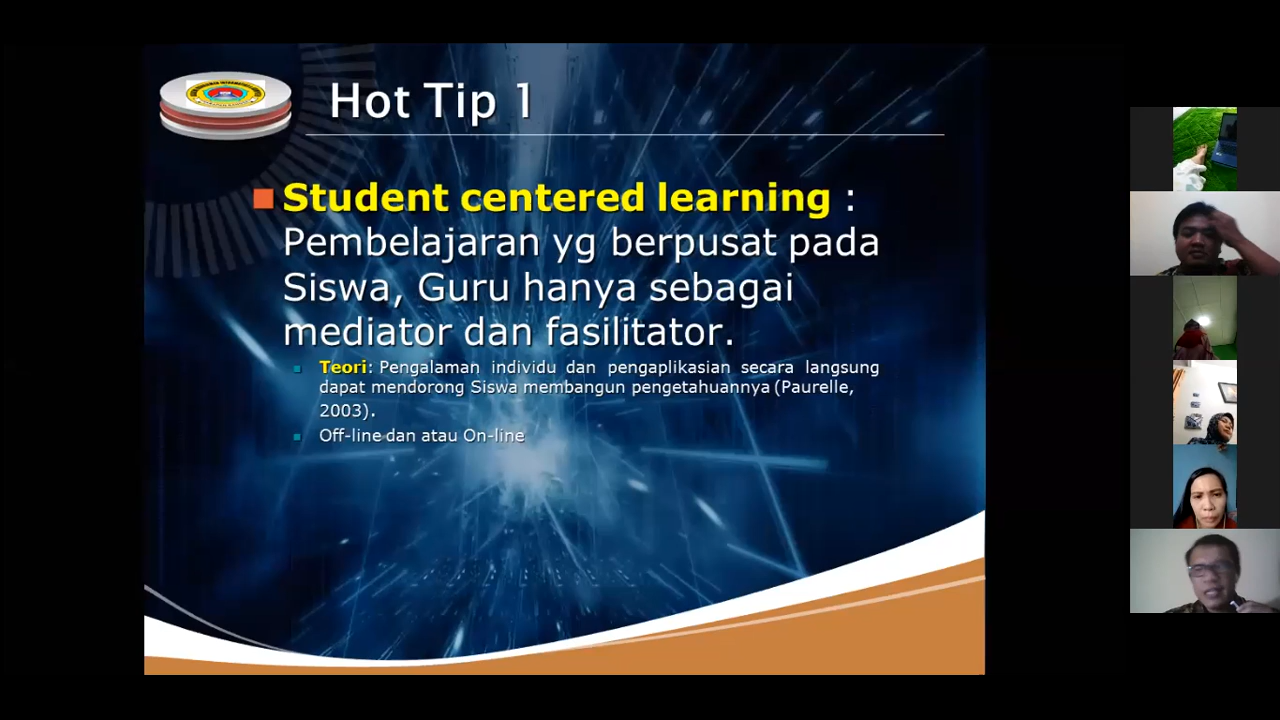 Hot Tip 1
Student centered learning :
Pembelajaran yg berpusat pada
Siswa, Guru hanya sebagai
mediator dan fasilitator.
Teori: Pengalaman individu dan pengaplikasian secara langsung
dapat mendorong Siswa membangun pengetahuannya (Paurelle,
2003).
Off-line dan atau On-line